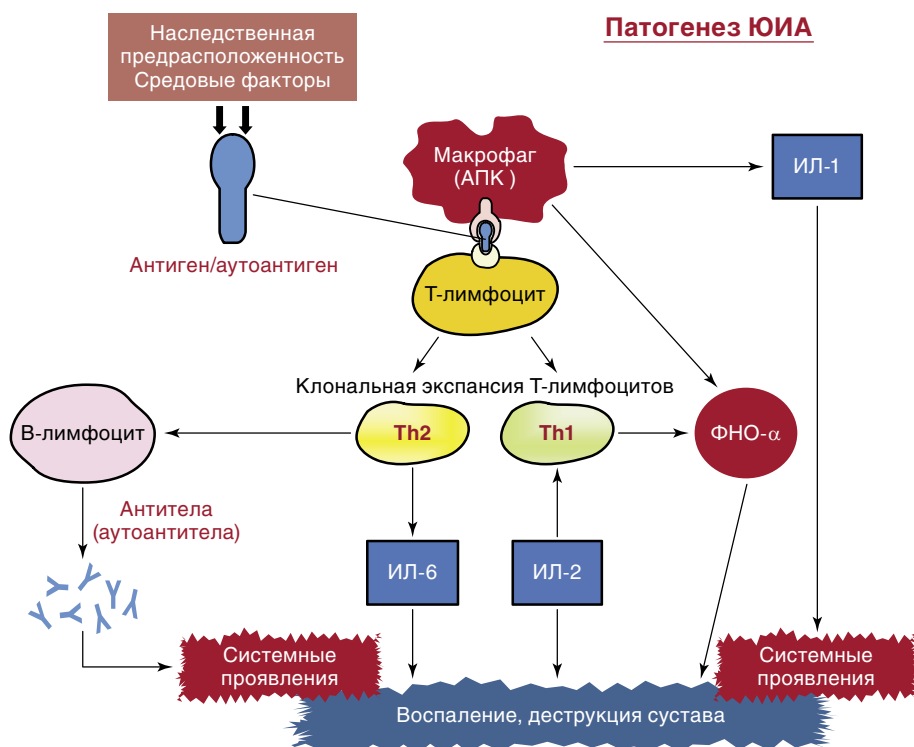 Патогенез ЮИА
Наследственная
предрасположенность
Средовые факторы
Макрофаг
(АПК )
ИЛ-1
Антиген/аутоантиген
Т-лимфоцит
Клональная экспансия Т-лимфоцитов
В-лимфоцит
Th2
Th1
ФНО-α
Антитела
(аутоантитела)
ИЛ-6
ИЛ-2
Системные
проявления
Системные
проявления
Воспаление, деструкция сустава